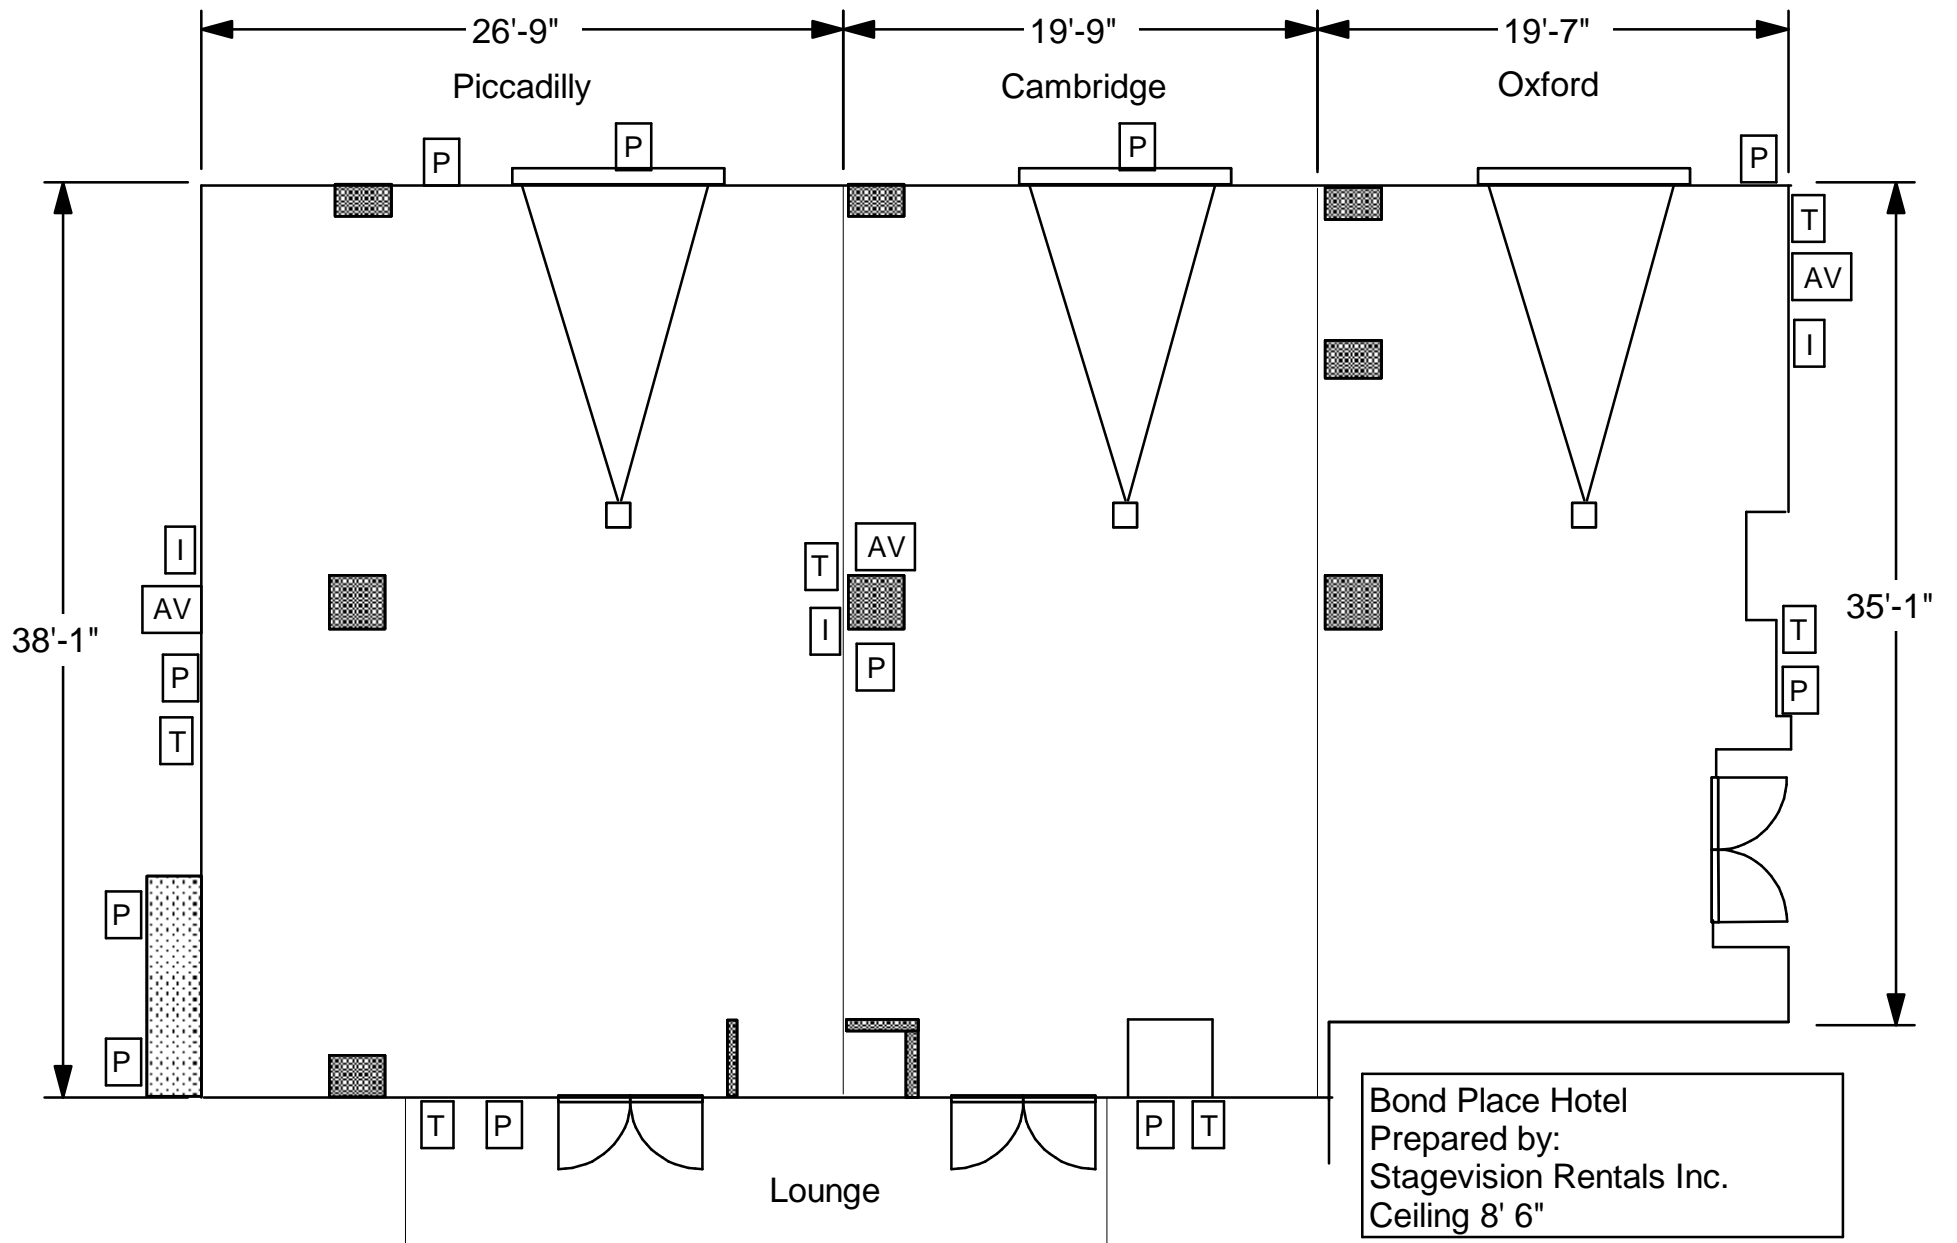 26'-9" 19'-9" 19'-7"
Piccadilly Cambridge Oxford
P P P P
T
AV
I
I T AV
AV I
38'-1" 35'-1"
P P T
T P
P
P
T P P T
Lounge
Bond Place Hotel
Prepared by:
Stagevision Rentals Inc.
Ceiling 8' 6"